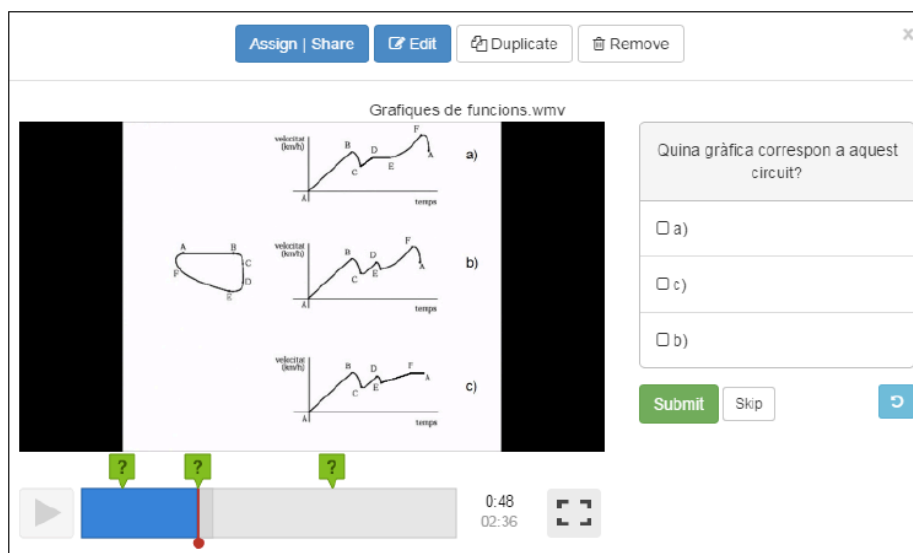 Assign | Share
Edit
Duplicate
Remove
×
Grafiques de funcions.wmv
velocitat
(km/h)
B
D
F
C
E
A
A
temps
a)
A
B
C
D
E
F
velocitat
(km/h)
B
D
F
C
E
A
A
temps
b)
velocitat
(km/h)
B
D
F
C
E
A
A
temps
c)
Quina gràfica correspon a aquest
circuit?
a)
c)
b)
Submit
Skip
?
?
?
0:48
02:36